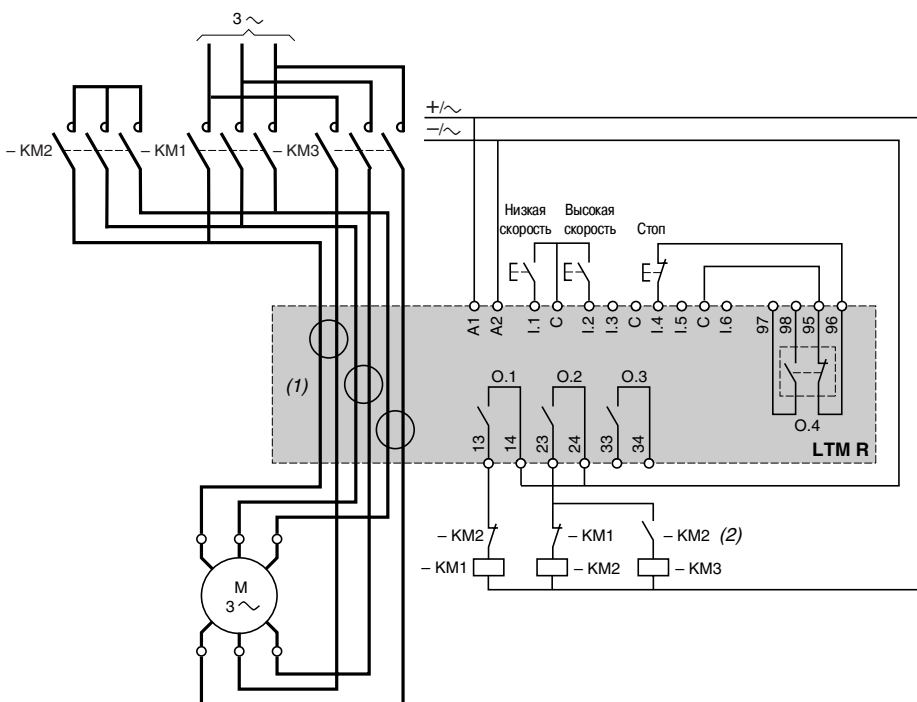 3 ∼
+/∼
−/∼
– KM2
– KM1
– KM3
Низкая скорость
Высокая скорость
Стоп
A1
A2
I.1
C
I.2
I.3
C
I.4
I.5
C
I.6
97
98
95
96
(1)
O.1
O.2
O.3
O.4
13
14
23
24
33
34
LTM R
– KM2
– KM1
– KM2 (2)
– KM1
– KM2
– KM3
M
3 ∼